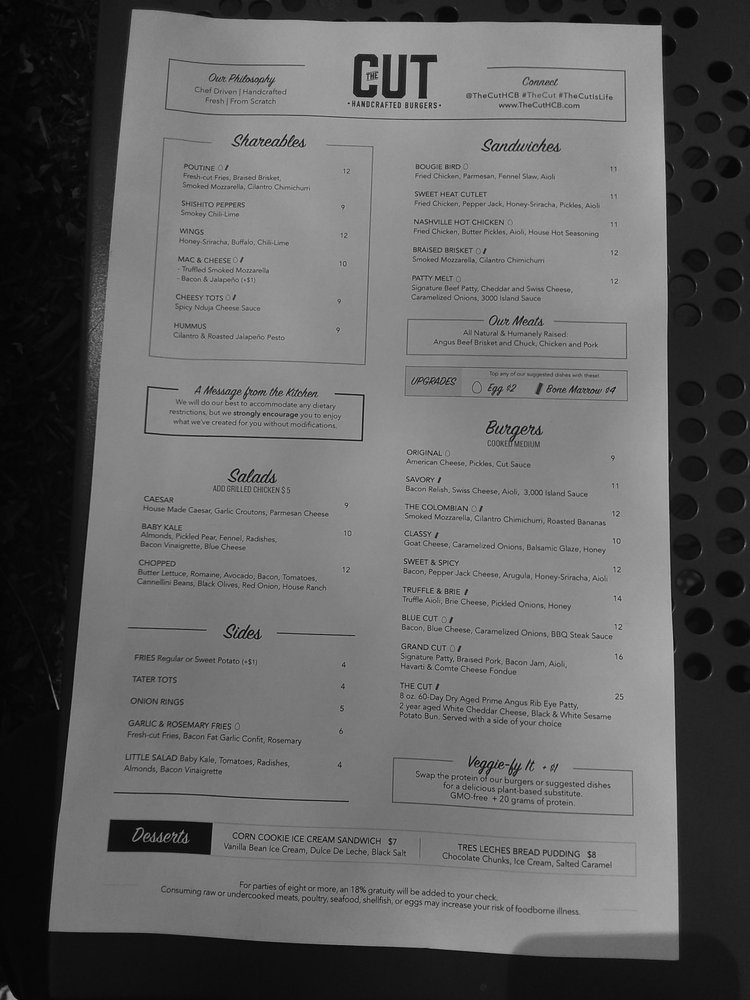 Our Philosophy
Chef Driven | Handcrafted
Fresh | From Scratch
THE CUT
• HANDCRAFTED BURGERS •
Connect
@TheCutHCB #TheCut #TheCutIsLife
www.TheCutHCB.com
Shareables
POUTINE 12
Fresh-cut Fries, Braised Brisket,
Smoked Mozzarella, Cilantro Chimichurri
SHISHITO PEPPERS 9
Smokey Chili-Lime
WINGS 12
Honey-Sriracha, Buffalo, Chili-Lime
MAC & CHEESE 10
- Truffled Smoked Mozzarella
- Bacon & Jalapeño (+$1)
CHEESY TOTS 9
Spicy Nduja Cheese Sauce
HUMMUS 9
Cilantro & Roasted Jalapeño Pesto
A Message from the Kitchen
We will do our best to accommodate any dietary
restrictions, but we strongly encourage you to enjoy
what we've created for you without modifications.
Salads
ADD GRILLED CHICKEN $ 5
CAESAR 9
House Made Caesar, Garlic Croutons, Parmesan Cheese
BABY KALE 10
Almonds, Pickled Pear, Fennel, Radishes,
Bacon Vinaigrette, Blue Cheese
CHOPPED 12
Butter Lettuce, Romaine, Avocado, Bacon, Tomatoes,
Cannellini Beans, Black Olives, Red Onion, House Ranch
Sides
FRIES Regular or Sweet Potato (+$1) 4
TATER TOTS 4
ONION RINGS 5
GARLIC & ROSEMARY FRIES 6
Fresh-cut Fries, Bacon Fat Garlic Confit, Rosemary
LITTLE SALAD Baby Kale, Tomatoes, Radishes, 4
Almonds, Bacon Vinaigrette
Sandwiches
BOUGIE BIRD 11
Fried Chicken, Parmesan, Fennel Slaw, Aioli
SWEET HEAT CUTLET 11
Fried Chicken, Pepper Jack, Honey-Sriracha, Pickles, Aioli
NASHVILLE HOT CHICKEN 11
Fried Chicken, Butter Pickles, Aioli, House Hot Seasoning
BRAISED BRISKET 12
Smoked Mozzarella, Cilantro Chimichurri
PATTY MELT 12
Signature Beef Patty, Cheddar and Swiss Cheese,
Caramelized Onions, 3000 Island Sauce
Our Meats
All Natural & Humanely Raised:
Angus Beef Brisket and Chuck, Chicken and Pork
Top any of our suggested dishes with these!
UPGRADES Egg $2 Bone Marrow $4
Burgers
COOKED MEDIUM
ORIGINAL 9
American Cheese, Pickles, Cut Sauce
SAVORY 11
Bacon Relish, Swiss Cheese, Aioli, 3,000 Island Sauce
THE COLOMBIAN 12
Smoked Mozzarella, Cilantro Chimichurri, Roasted Bananas
CLASSY 10
Goat Cheese, Caramelized Onions, Balsamic Glaze, Honey
SWEET & SPICY 12
Bacon, Pepper Jack Cheese, Arugula, Honey-Sriracha, Aioli
TRUFFLE & BRIE 14
Truffle Aioli, Brie Cheese, Pickled Onions, Honey
BLUE CUT 12
Bacon, Blue Cheese, Caramelized Onions, BBQ Steak Sauce
GRAND CUT 16
Signature Patty, Braised Pork, Bacon Jam, Aioli,
Havarti & Comte Cheese Fondue
THE CUT 25
8 oz. 60-Day Dry Aged Prime Angus Rib Eye Patty,
2 year aged White Cheddar Cheese, Black & White Sesame
Potato Bun. Served with a side of your choice
Veggie-fy It + $1
Swap the protein of our burgers or suggested dishes
for a delicious plant-based substitute.
GMO-free + 20 grams of protein.
Desserts
CORN COOKIE ICE CREAM SANDWICH $7
Vanilla Bean Ice Cream, Dulce De Leche, Black Salt
TRES LECHES BREAD PUDDING $8
Chocolate Chunks, Ice Cream, Salted Caramel
For parties of eight or more, an 18% gratuity will be added to your check.
Consuming raw or undercooked meats, poultry, seafood, shellfish, or eggs may increase your risk of foodborne illness.